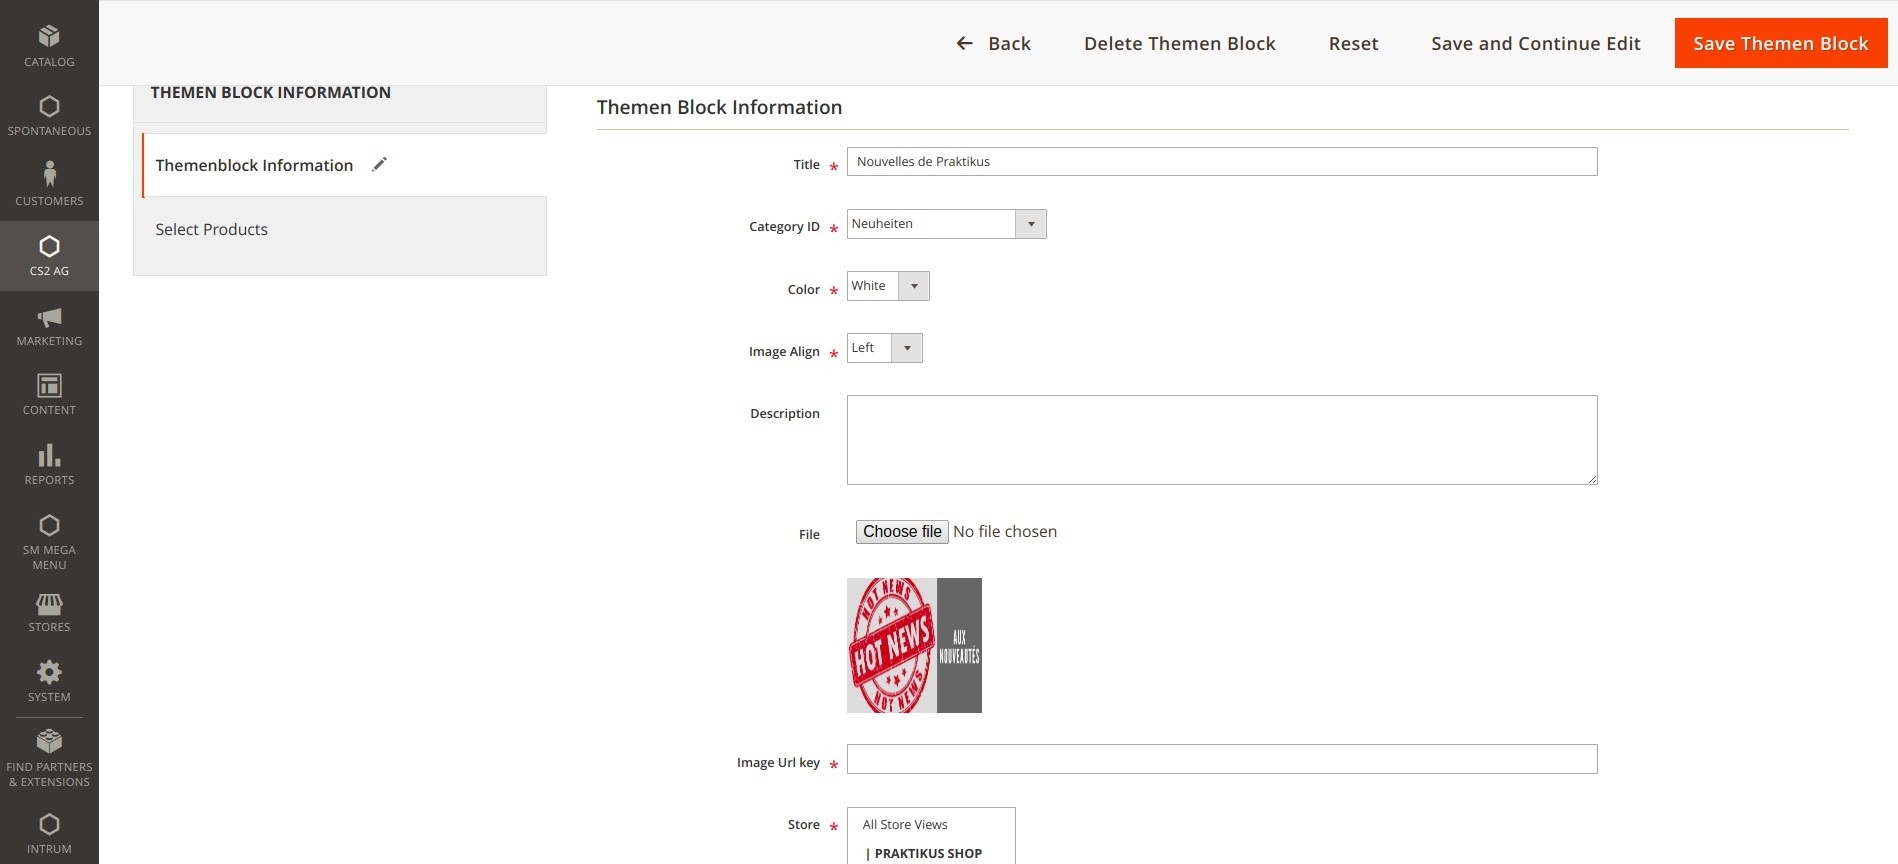 CATALOG
SPONTANEOUS
CUSTOMERS
CS2 AG
MARKETING
CONTENT
REPORTS
SM MEGA
MENU
STORES
SYSTEM
FIND PARTNERS
& EXTENSIONS
INTRUM
Back
Delete Themen Block
Reset
Save and Continue Edit
Save Themen Block
THEMEN BLOCK INFORMATION
Themenblock Information
Select Products
Themen Block Information
Title * Nouvelles de Praktikus
Category ID * Neuheiten
Color * White
Image Align * Left
Description
File Choose file No file chosen
HOT NEWS
HOT NEWS
HOT NEWS
AUX
NOUVEAUTÉS
Image Url key *
Store * All Store Views
| PRAKTIKUS SHOP